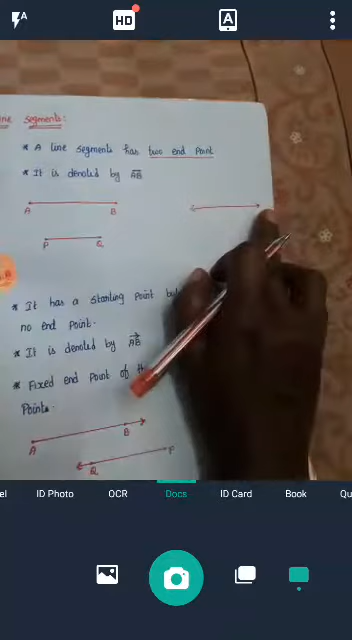 HD
A
Segments:
* A line segments has two end Point
* It is denoted by AB
A B
P Q
* It has a starting Point but
no end Point.
* It is denoted by AB
* Fixed end Point of
Points.
A B
Q P
ID Photo OCR Docs ID Card Book